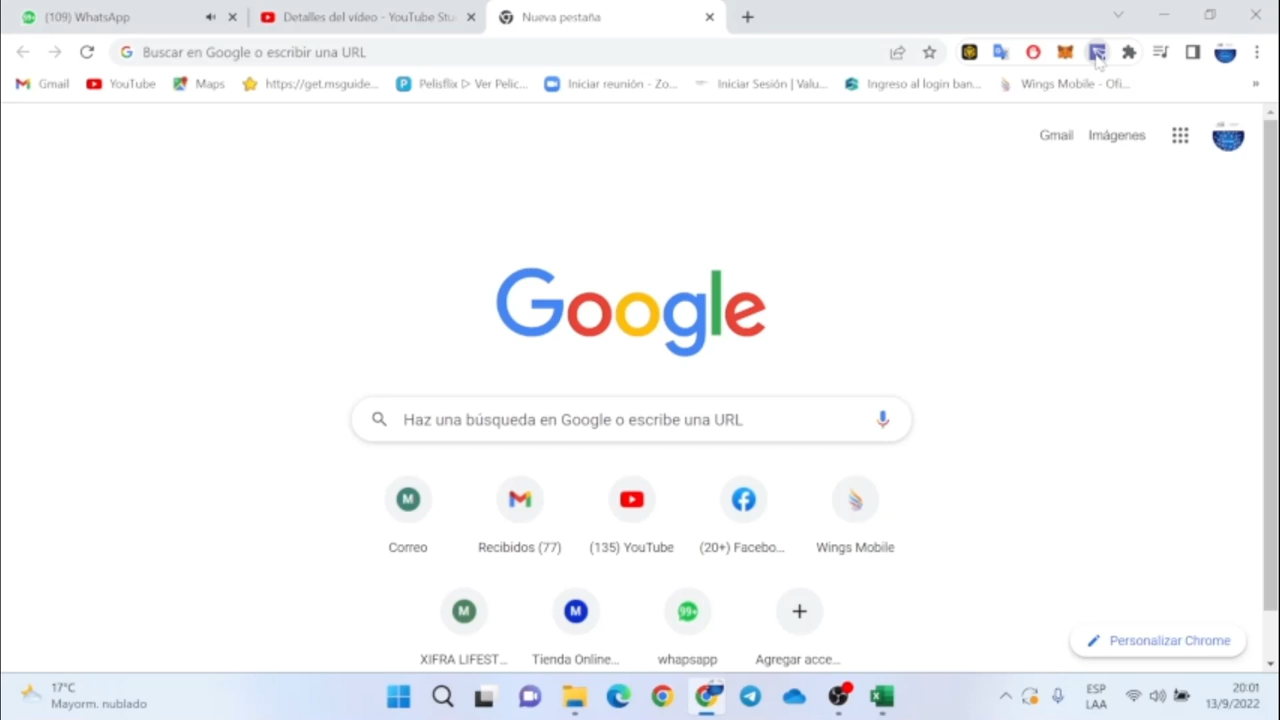 (109) WhatsApp
Detalles del vídeo - YouTube Stu
Nueva pestaña
Buscar en Google o escribir una URL
Gmail
YouTube
Maps
https://get.msguide...
Pelisflix ▷ Ver Pelic...
Iniciar reunión - Zo...
Iniciar Sesión | Valu...
Ingreso al login ban...
Wings Mobile - Ofi...
»
Gmail
Imágenes
Google
Haz una búsqueda en Google o escribe una URL
M
Correo
Recibidos (77)
(135) YouTube
(20+) Facebo...
Wings Mobile
M
XIFRA LIFEST...
M
Tienda Online...
99+
whapsapp
Agregar acce...
Personalizar Chrome
17°C
Mayorm. nublado
ESP
LAA
20:01
13/9/2022